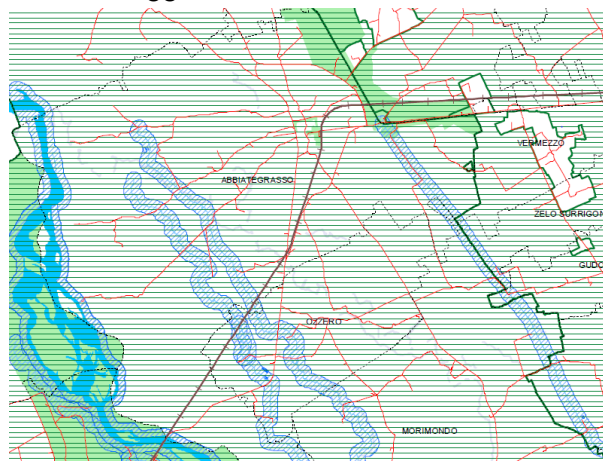 VERMEZZO
ABBIATEGRASSO
ZELO SURRIGON
GUDO
OZZERO
MORIMONDO